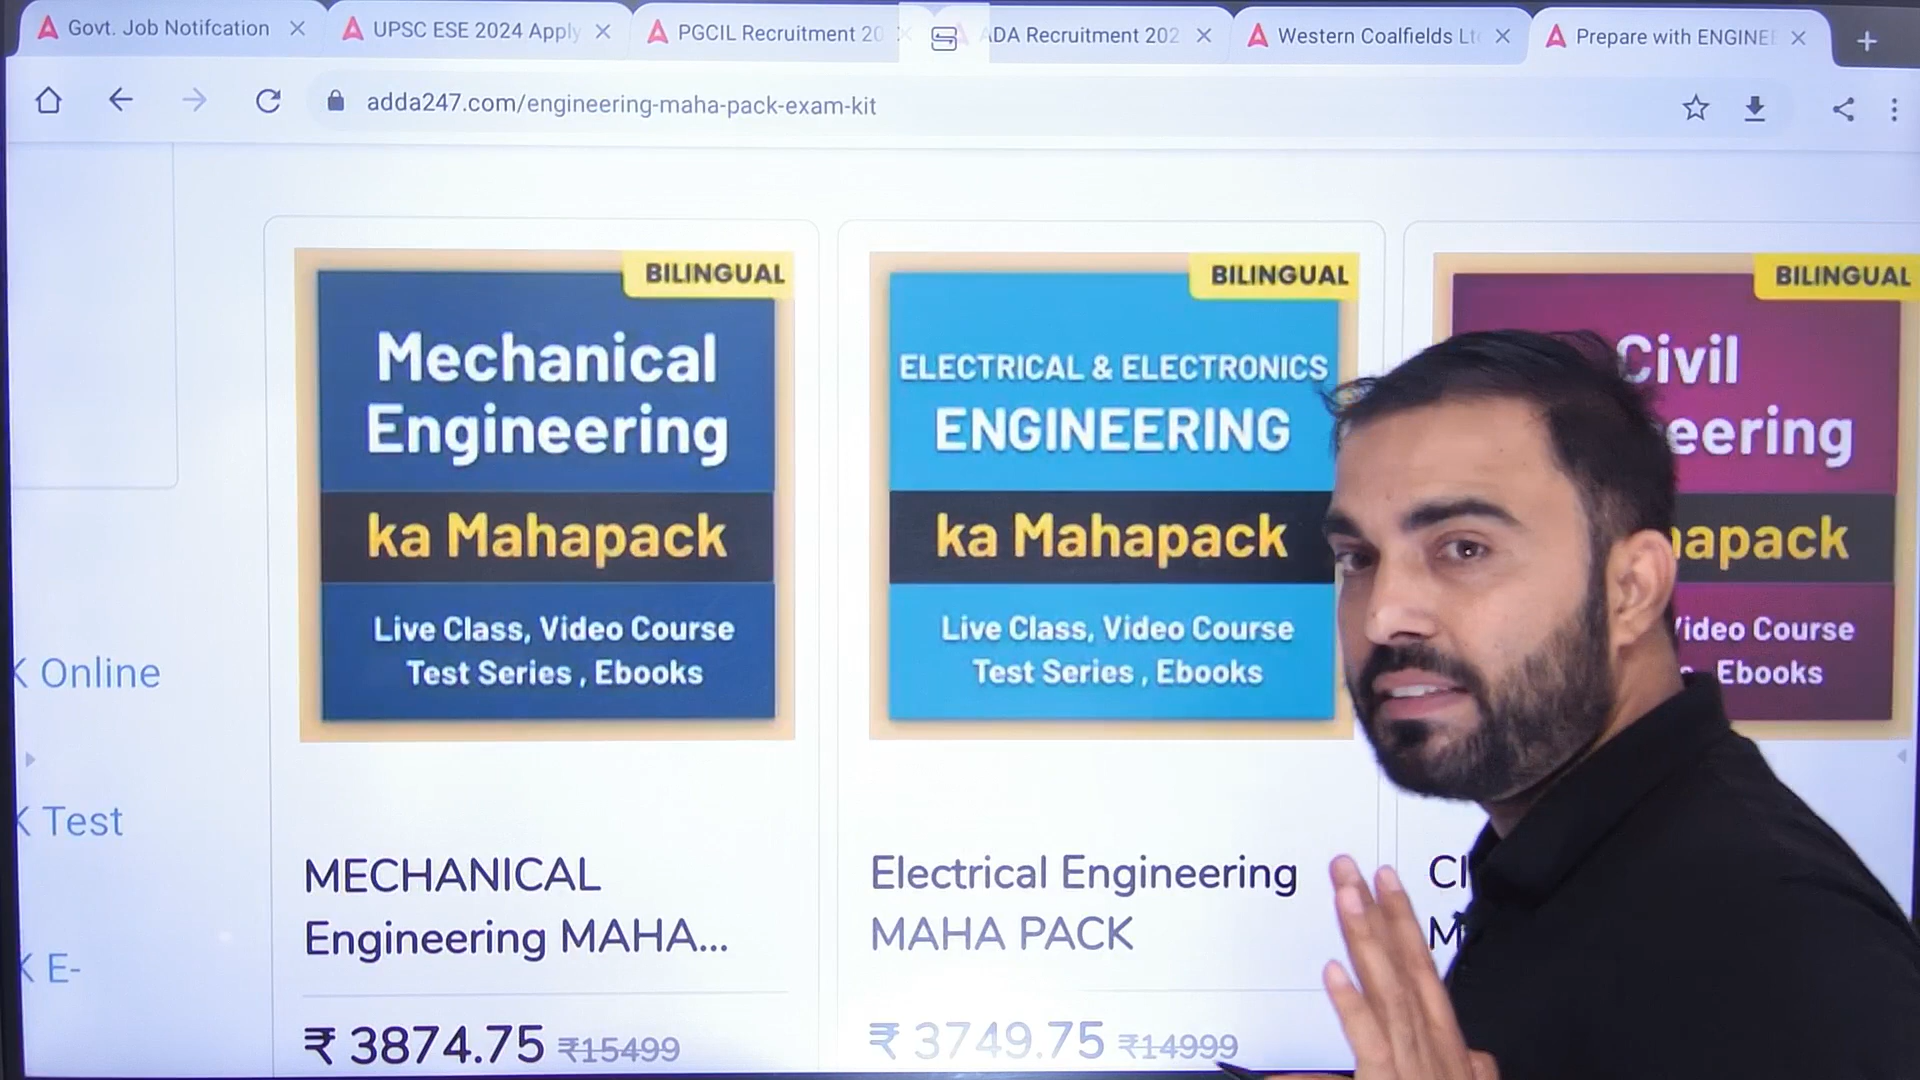 Govt. Job Notifcation
UPSC ESE 2024 Apply
PGCIL Recruitment 20
ADA Recruitment 202
Western Coalfields Lt
Prepare with ENGINEE
adda247.com/engineering-maha-pack-exam-kit
BILINGUAL
Mechanical
Engineering
ka Mahapack
Live Class, Video Course
Test Series , Ebooks
MECHANICAL
Engineering MAHA...
₹ 3874.75 ₹15499
BILINGUAL
ELECTRICAL & ELECTRONICS
ENGINEERING
ka Mahapack
Live Class, Video Course
Test Series , Ebooks
Electrical Engineering
MAHA PACK
₹ 3749.75 ₹14999
BILINGUAL
Civil
eering
apack
Video Course
Ebooks
K Online
K Test
K E-